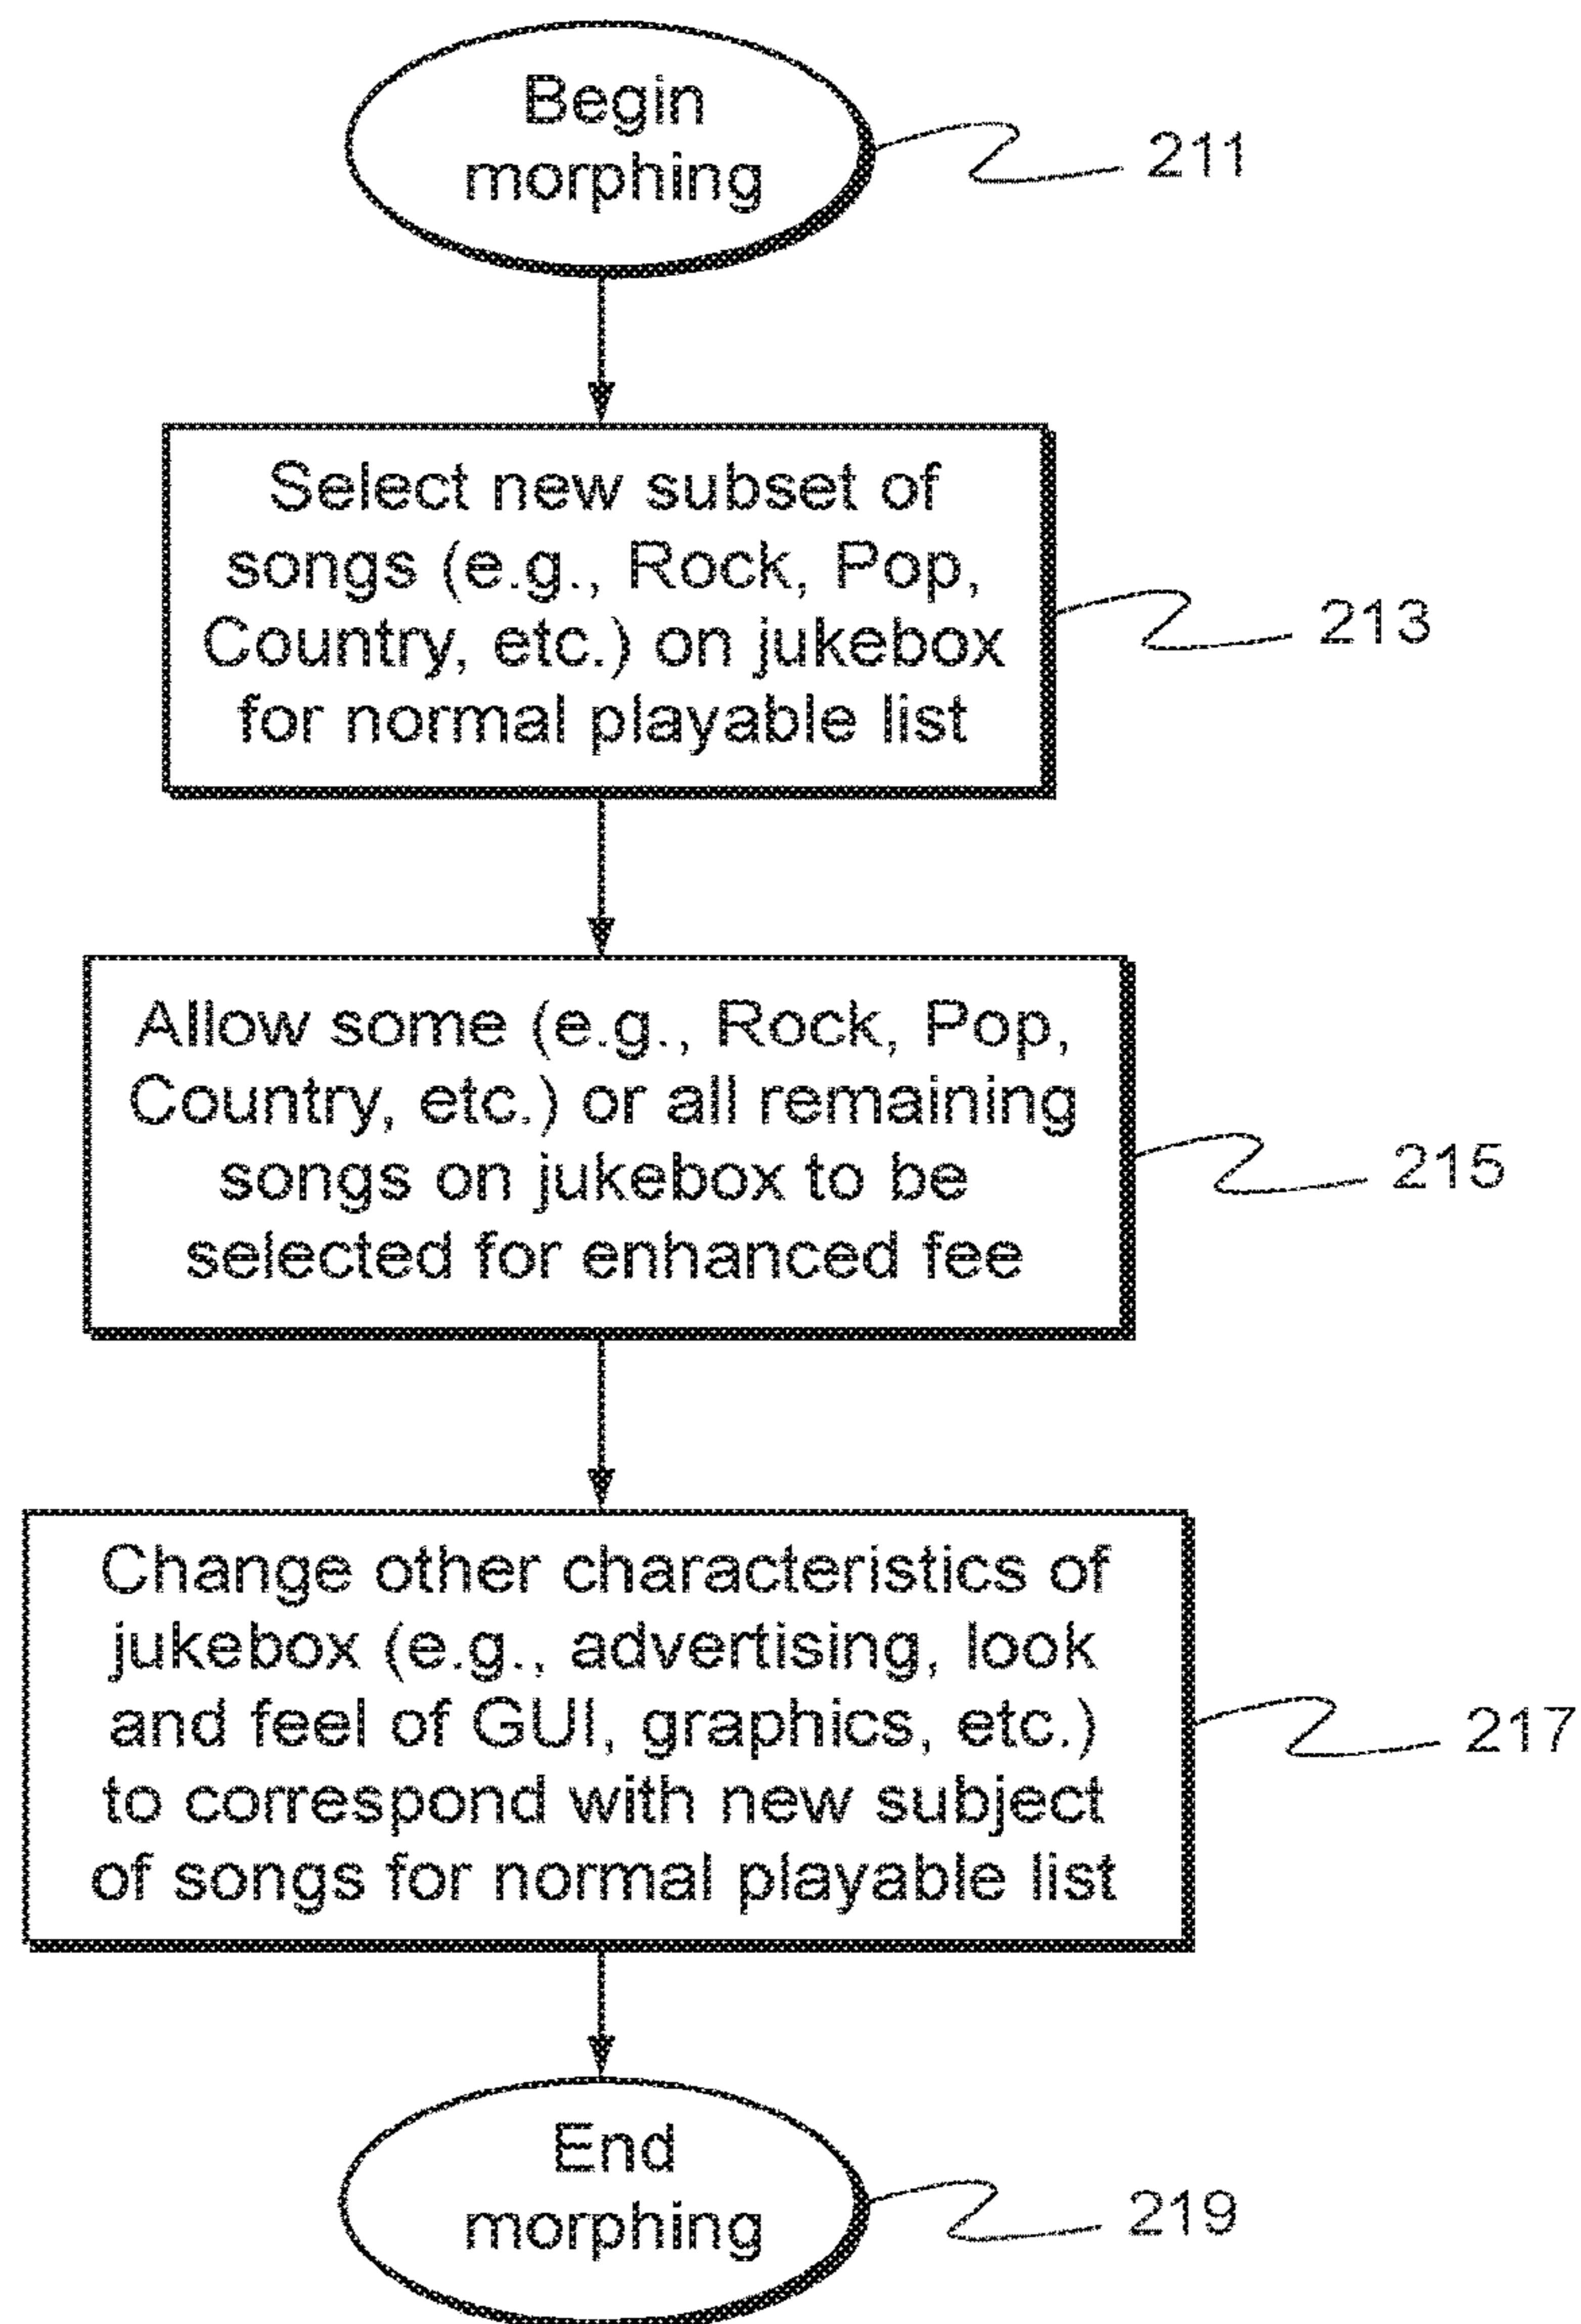 Begin
morphing
211
Select new subset of
songs (e.g., Rock, Pop,
Country, etc.) on jukebox
for normal playable list
213
Allow some (e.g., Rock, Pop,
Country, etc.) or all remaining
songs on jukebox to be
selected for enhanced fee
215
Change other characteristics of
jukebox (e.g., advertising, look
and feel of GUI, graphics, etc.)
to correspond with new subject
of songs for normal playable list
217
End
morphing
219